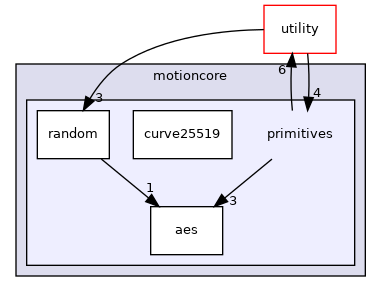 utility
6
4
motioncore
3
random
curve25519
primitives
1
3
aes